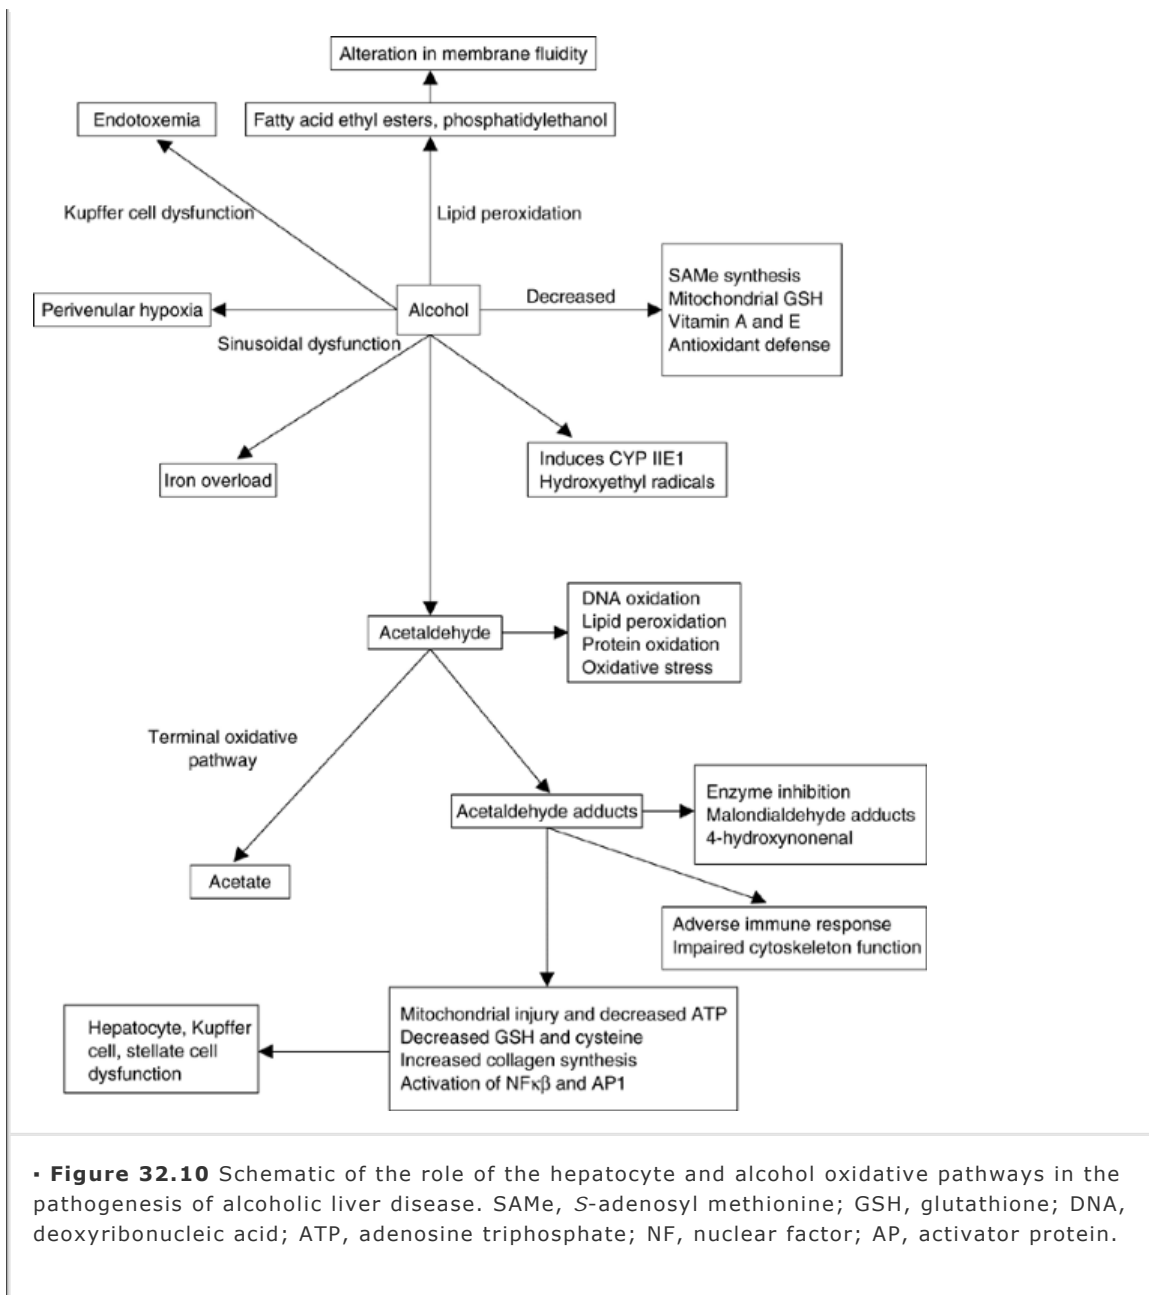 Alteration in membrane fluidity
Endotoxemia
Fatty acid ethyl esters, phosphatidylethanol
Kupffer cell dysfunction
Lipid peroxidation
SAMe synthesis
Mitochondrial GSH
Vitamin A and E
Antioxidant defense
Decreased
Perivenular hypoxia
Alcohol
Sinusoidal dysfunction
Iron overload
Induces CYP IIE1
Hydroxyethyl radicals
DNA oxidation
Lipid peroxidation
Protein oxidation
Oxidative stress
Acetaldehyde
Terminal oxidative
pathway
Acetaldehyde adducts
Enzyme inhibition
Malondialdehyde adducts
4-hydroxynonenal
Acetate
Adverse immune response
Impaired cytoskeleton function
Mitochondrial injury and decreased ATP
Decreased GSH and cysteine
Increased collagen synthesis
Activation of NFκβ and AP1
Hepatocyte, Kupffer
cell, stellate cell
dysfunction
▪ Figure 32.10 Schematic of the role of the hepatocyte and alcohol oxidative pathways in the
pathogenesis of alcoholic liver disease. SAMe, S-adenosyl methionine; GSH, glutathione; DNA,
deoxyribonucleic acid; ATP, adenosine triphosphate; NF, nuclear factor; AP, activator protein.